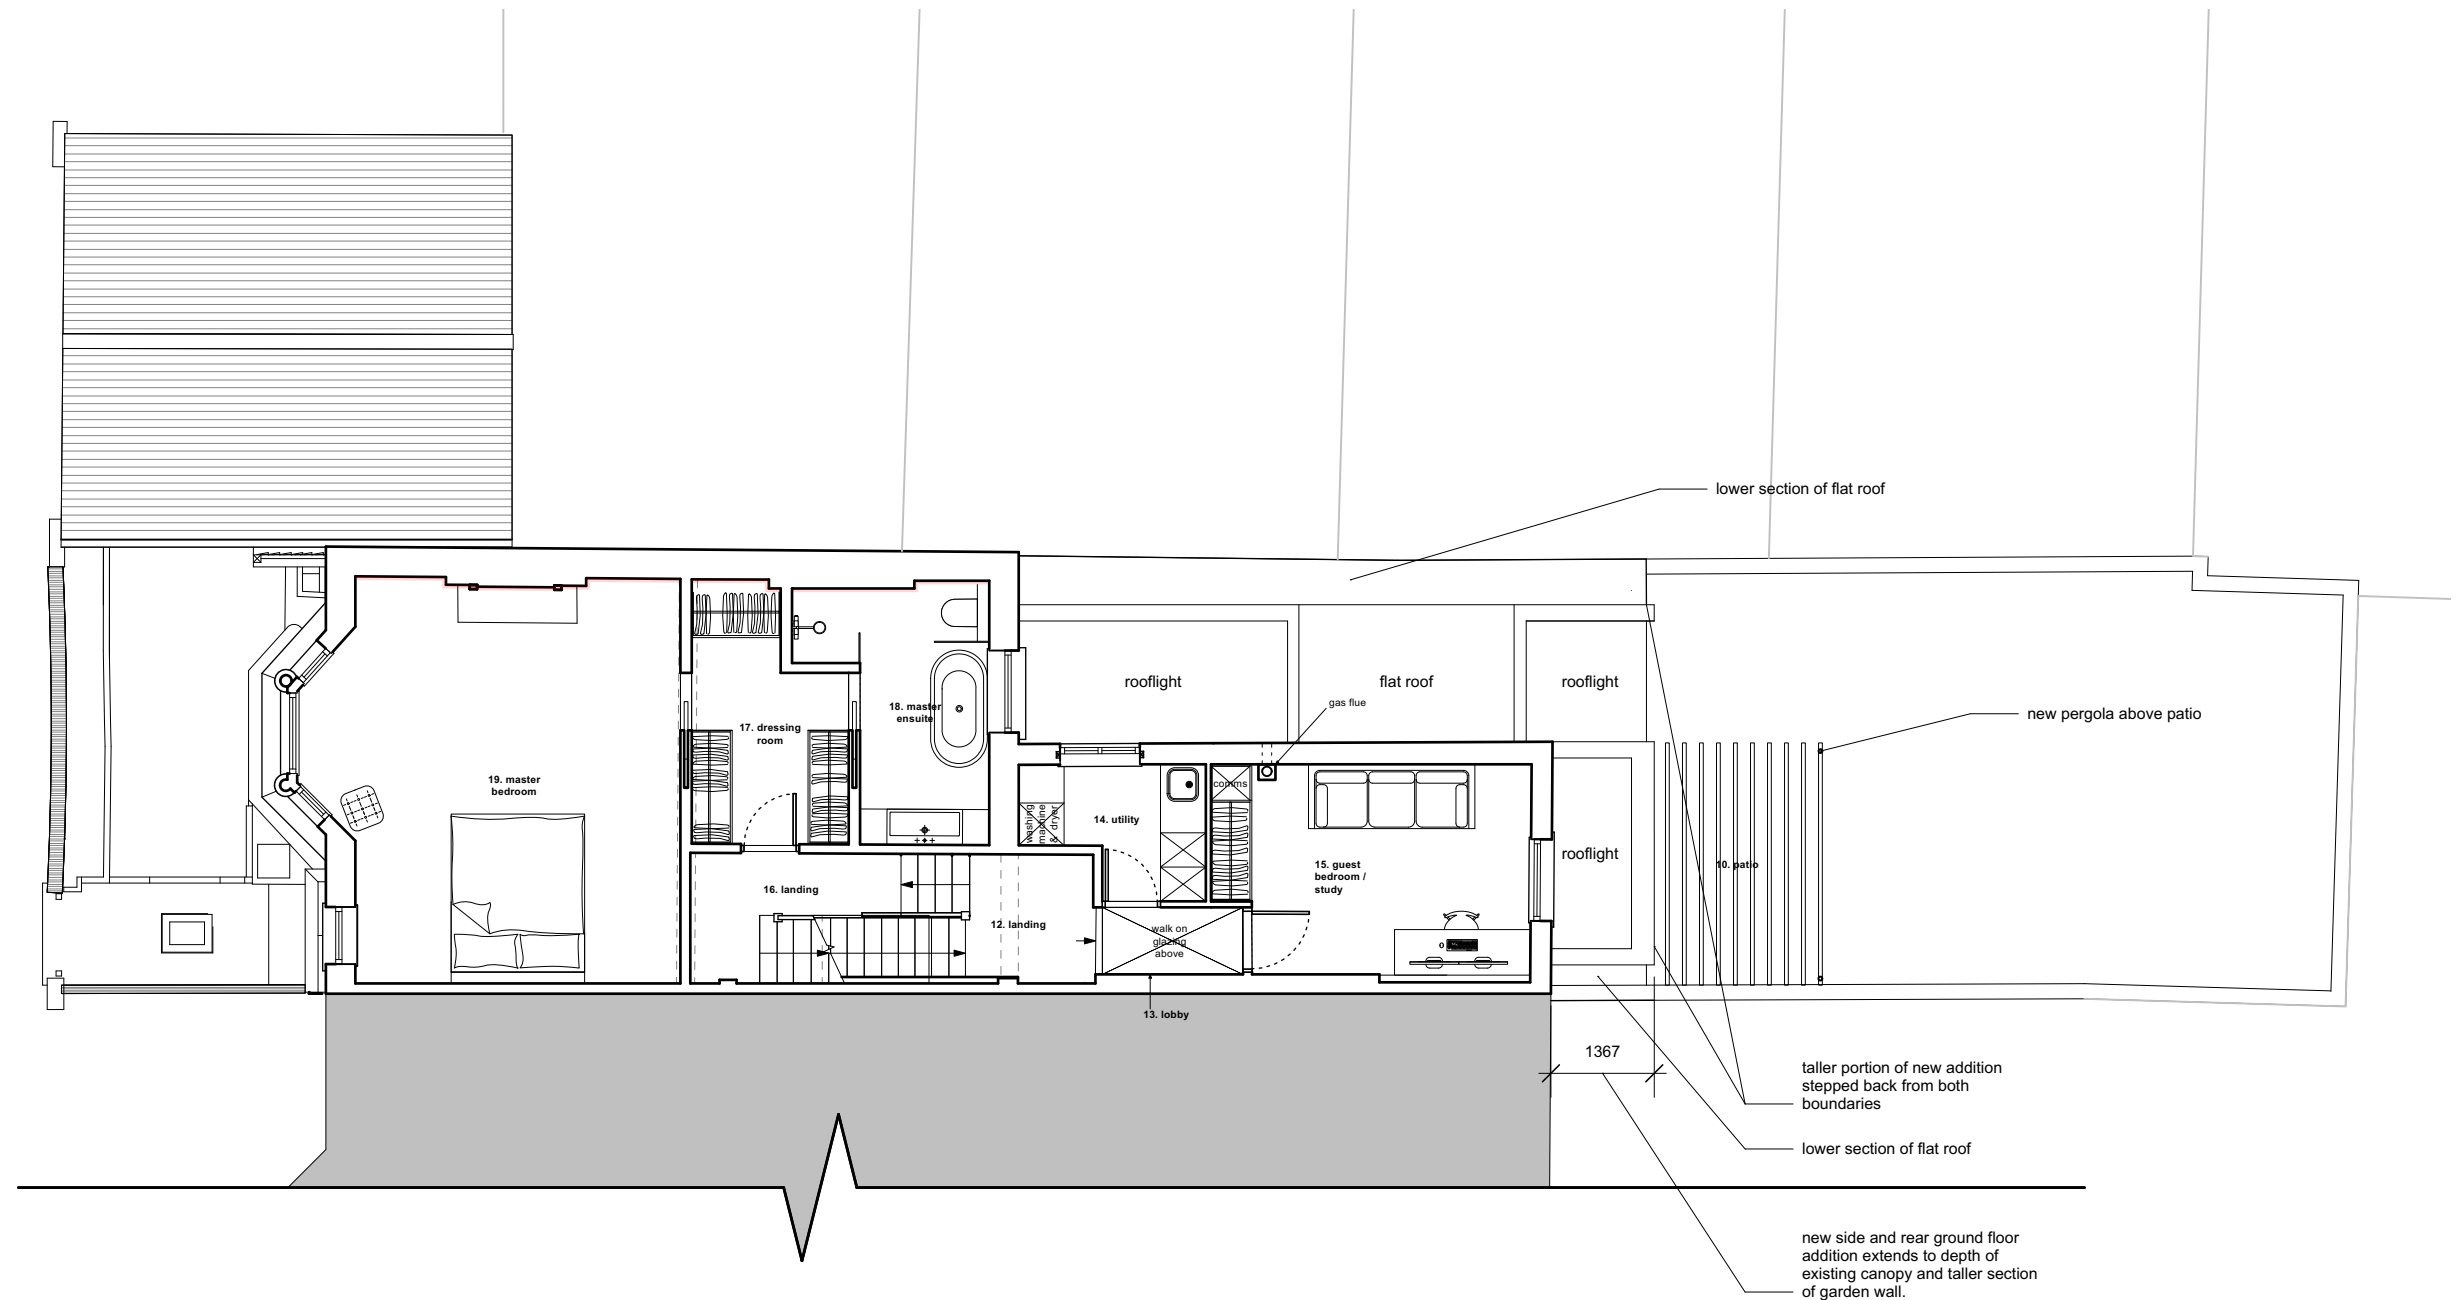 lower section of flat roof
rooflight
flat roof
rooflight
gas flue
18. master
ensuite
new pergola above patio
17. dressing
room
19. master
bedroom
comms
washing
machine
& dryer
14. utility
rooflight
10. patio
15. guest
bedroom /
study
16. landing
12. landing
walk on
glazing
above
13. lobby
1367
taller portion of new addition
stepped back from both
boundaries
lower section of flat roof
new side and rear ground floor
addition extends to depth of
existing canopy and taller section
of garden wall.